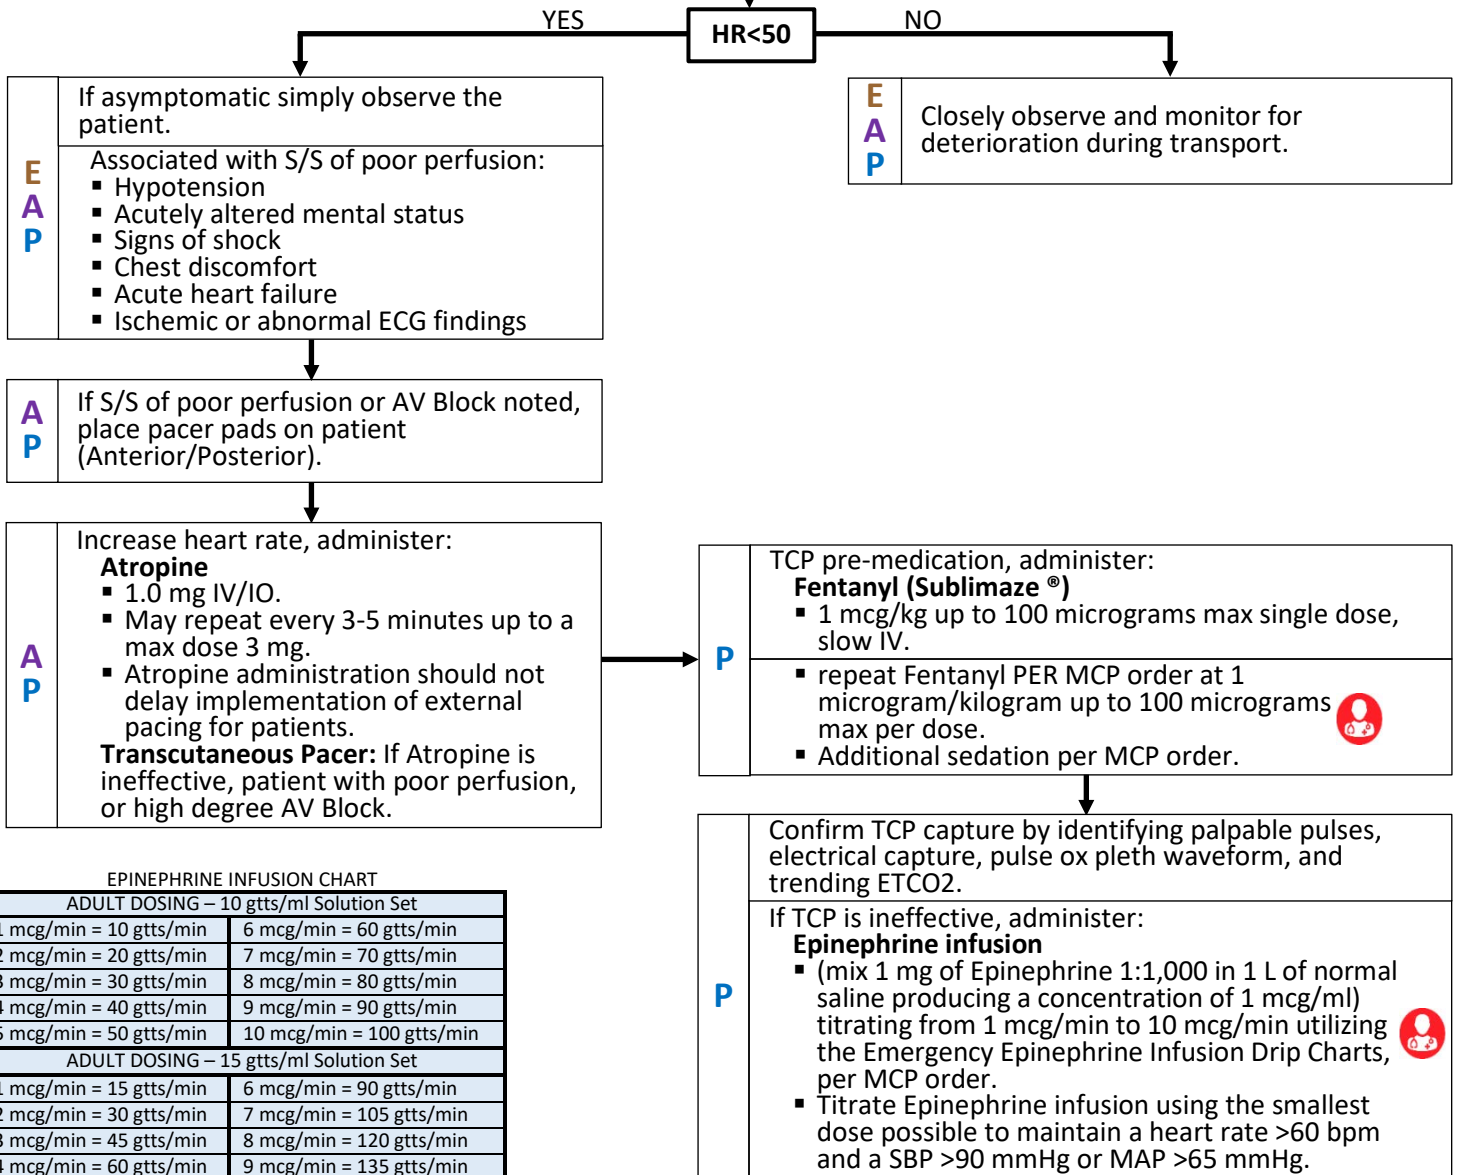 YES
HR<50
NO
E
A
P
If asymptomatic simply observe the
patient.
Associated with S/S of poor perfusion:
▪ Hypotension
▪ Acutely altered mental status
▪ Signs of shock
▪ Chest discomfort
▪ Acute heart failure
▪ Ischemic or abnormal ECG findings
E
A
P
Closely observe and monitor for
deterioration during transport.
A
P
If S/S of poor perfusion or AV Block noted,
place pacer pads on patient
(Anterior/Posterior).
A
P
Increase heart rate, administer:
Atropine
▪ 1.0 mg IV/IO.
▪ May repeat every 3-5 minutes up to a
max dose 3 mg.
▪ Atropine administration should not
delay implementation of external
pacing for patients.
Transcutaneous Pacer: If Atropine is
ineffective, patient with poor perfusion,
or high degree AV Block.
P
TCP pre-medication, administer:
Fentanyl (Sublimaze ®)
▪ 1 mcg/kg up to 100 micrograms max single dose,
slow IV.
▪ repeat Fentanyl PER MCP order at 1
microgram/kilogram up to 100 micrograms
max per dose.
▪ Additional sedation per MCP order.
P
Confirm TCP capture by identifying palpable pulses,
electrical capture, pulse ox pleth waveform, and
trending ETCO2.
If TCP is ineffective, administer:
Epinephrine infusion
▪ (mix 1 mg of Epinephrine 1:1,000 in 1 L of normal
saline producing a concentration of 1 mcg/ml)
titrating from 1 mcg/min to 10 mcg/min utilizing
the Emergency Epinephrine Infusion Drip Charts,
per MCP order.
▪ Titrate Epinephrine infusion using the smallest
dose possible to maintain a heart rate >60 bpm
and a SBP >90 mmHg or MAP >65 mmHg.
EPINEPHRINE INFUSION CHART
ADULT DOSING – 10 gtts/ml Solution Set
mcg/min = 10 gtts/min 6 mcg/min = 60 gtts/min
mcg/min = 20 gtts/min 7 mcg/min = 70 gtts/min
mcg/min = 30 gtts/min 8 mcg/min = 80 gtts/min
mcg/min = 40 gtts/min 9 mcg/min = 90 gtts/min
mcg/min = 50 gtts/min 10 mcg/min = 100 gtts/min
ADULT DOSING – 15 gtts/ml Solution Set
mcg/min = 15 gtts/min 6 mcg/min = 90 gtts/min
mcg/min = 30 gtts/min 7 mcg/min = 105 gtts/min
mcg/min = 45 gtts/min 8 mcg/min = 120 gtts/min
mcg/min = 60 gtts/min 9 mcg/min = 135 gtts/min